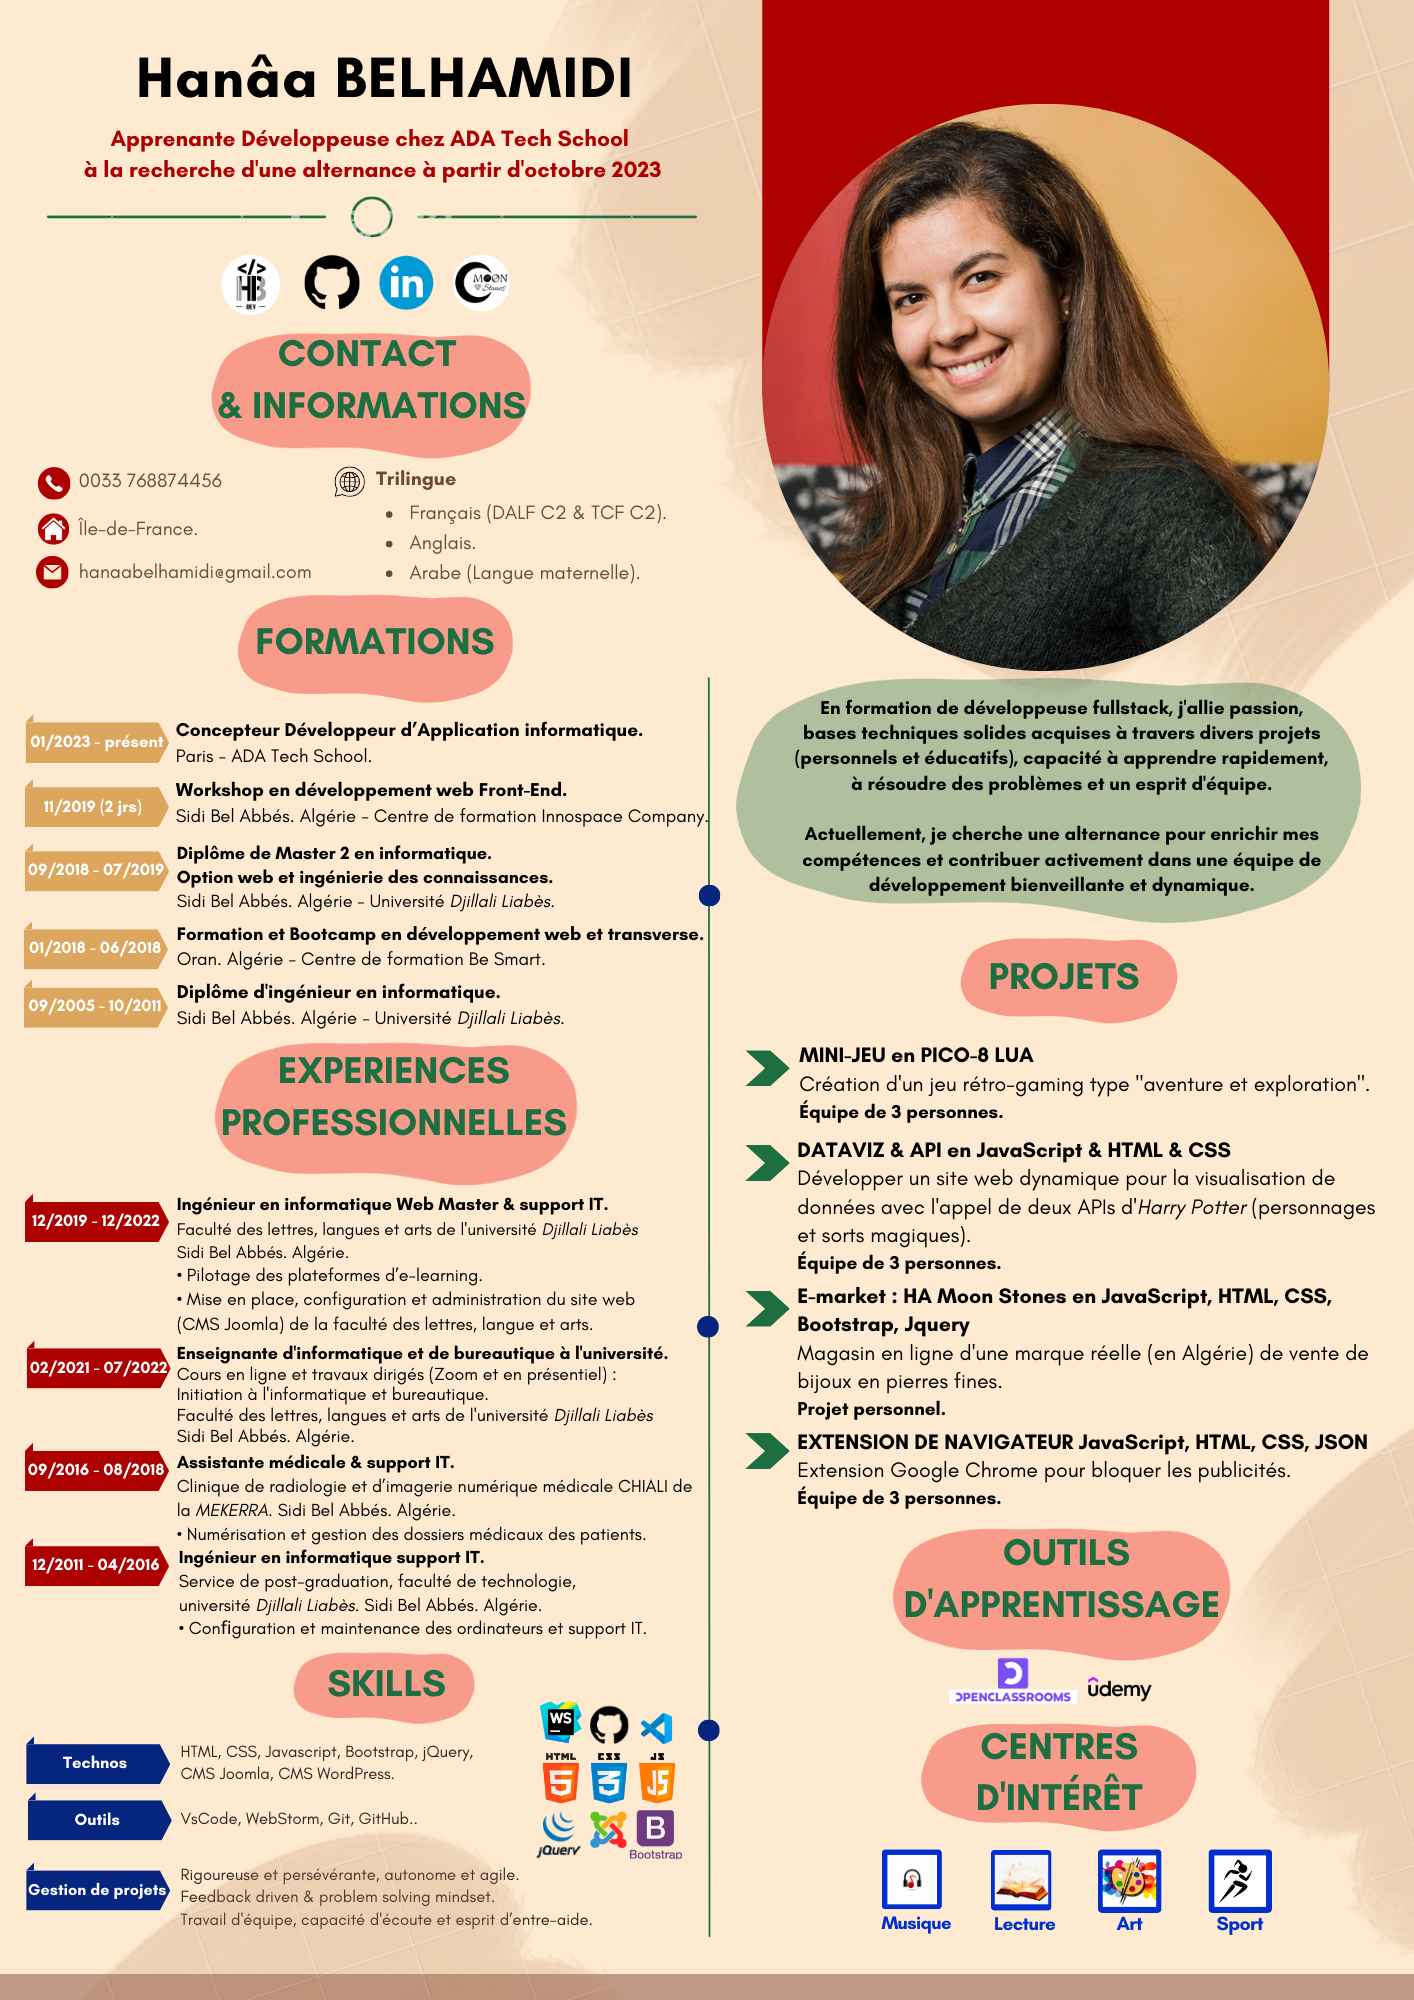 Hanâa BELHAMIDI
Apprenante Développeuse chez ADA Tech School
à la recherche d'une alternance à partir d'octobre 2023
</>
HB
DEV
in
MOON
Stones
CONTACT
& INFORMATIONS
0033 768874456
Île-de-France.
hanaabelhamidi@gmail.com
Trilingue
• Français (DALF C2 & TCF C2).
• Anglais.
• Arabe (Langue maternelle).
FORMATIONS
01/2023 - présent
Concepteur Développeur d’Application informatique.
Paris - ADA Tech School.
11/2019 (2 jrs)
Workshop en développement web Front-End.
Sidi Bel Abbés. Algérie - Centre de formation Innospace Company.
09/2018 - 07/2019
Diplôme de Master 2 en informatique.
Option web et ingénierie des connaissances.
Sidi Bel Abbés. Algérie - Université Djillali Liabès.
01/2018 - 06/2018
Formation et Bootcamp en développement web et transverse.
Oran. Algérie - Centre de formation Be Smart.
09/2005 - 10/2011
Diplôme d'ingénieur en informatique.
Sidi Bel Abbés. Algérie - Université Djillali Liabès.
EXPERIENCES
PROFESSIONNELLES
12/2019 - 12/2022
Ingénieur en informatique Web Master & support IT.
Faculté des lettres, langues et arts de l'université Djillali Liabès
Sidi Bel Abbés. Algérie.
• Pilotage des plateformes d’e-learning.
• Mise en place, configuration et administration du site web
(CMS Joomla) de la faculté des lettres, langue et arts.
02/2021 - 07/2022
Enseignante d'informatique et de bureautique à l'université.
Cours en ligne et travaux dirigés (Zoom et en présentiel) :
Initiation à l'informatique et bureautique.
Faculté des lettres, langues et arts de l'université Djillali Liabès
Sidi Bel Abbés. Algérie.
09/2016 - 08/2018
Assistante médicale & support IT.
Clinique de radiologie et d’imagerie numérique médicale CHIALI de
la MEKERRA. Sidi Bel Abbés. Algérie.
• Numérisation et gestion des dossiers médicaux des patients.
12/2011 - 04/2016
Ingénieur en informatique support IT.
Service de post-graduation, faculté de technologie,
université Djillali Liabès. Sidi Bel Abbés. Algérie.
• Configuration et maintenance des ordinateurs et support IT.
SKILLS
Technos
HTML, CSS, Javascript, Bootstrap, jQuery,
CMS Joomla, CMS WordPress.
Outils
VsCode, WebStorm, Git, GitHub..
Gestion de projets
Rigoureuse et persévérante, autonome et agile.
Feedback driven & problem solving mindset.
Travail d'équipe, capacité d'écoute et esprit d’entre-aide.
WS
HTML CSS JS
5 3 JS
jQuery
B
Bootstrap
En formation de développeuse fullstack, j'allie passion,
bases techniques solides acquises à travers divers projets
(personnels et éducatifs), capacité à apprendre rapidement,
à résoudre des problèmes et un esprit d'équipe.
Actuellement, je cherche une alternance pour enrichir mes
compétences et contribuer activement dans une équipe de
développement bienveillante et dynamique.
PROJETS
MINI-JEU en PICO-8 LUA
Création d'un jeu rétro-gaming type "aventure et exploration".
Équipe de 3 personnes.
DATAVIZ & API en JavaScript & HTML & CSS
Développer un site web dynamique pour la visualisation de
données avec l'appel de deux APIs d'Harry Potter (personnages
et sorts magiques).
Équipe de 3 personnes.
E-market : HA Moon Stones en JavaScript, HTML, CSS,
Bootstrap, Jquery
Magasin en ligne d'une marque réelle (en Algérie) de vente de
bijoux en pierres fines.
Projet personnel.
EXTENSION DE NAVIGATEUR JavaScript, HTML, CSS, JSON
Extension Google Chrome pour bloquer les publicités.
Équipe de 3 personnes.
OUTILS
D'APPRENTISSAGE
OPENCLASSROOMS
udemy
CENTRES
D'INTÉRÊT
Musique
Lecture
Art
Sport